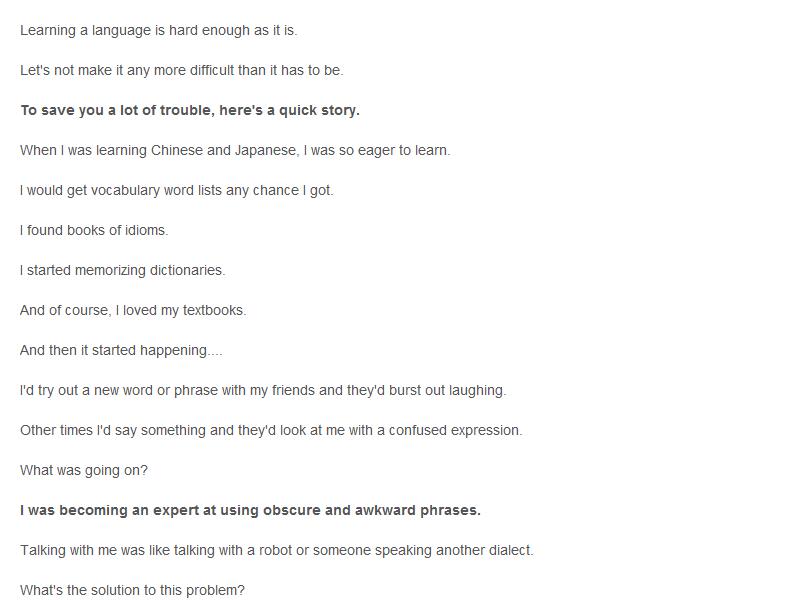 Learning a language is hard enough as it is.
Let's not make it any more difficult than it has to be.
To save you a lot of trouble, here's a quick story.
When I was learning Chinese and Japanese, I was so eager to learn.
I would get vocabulary word lists any chance I got.
I found books of idioms.
I started memorizing dictionaries.
And of course, I loved my textbooks.
And then it started happening....
I'd try out a new word or phrase with my friends and they'd burst out laughing.
Other times I'd say something and they'd look at me with a confused expression.
What was going on?
I was becoming an expert at using obscure and awkward phrases.
Talking with me was like talking with a robot or someone speaking another dialect.
What's the solution to this problem?